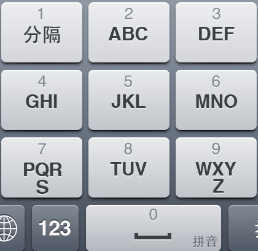 1 2 3
分隔 ABC DEF
4 5 6
GHI JKL MNO
7 8 9
PQR
S TUV WXY
Z
123 0
拼音